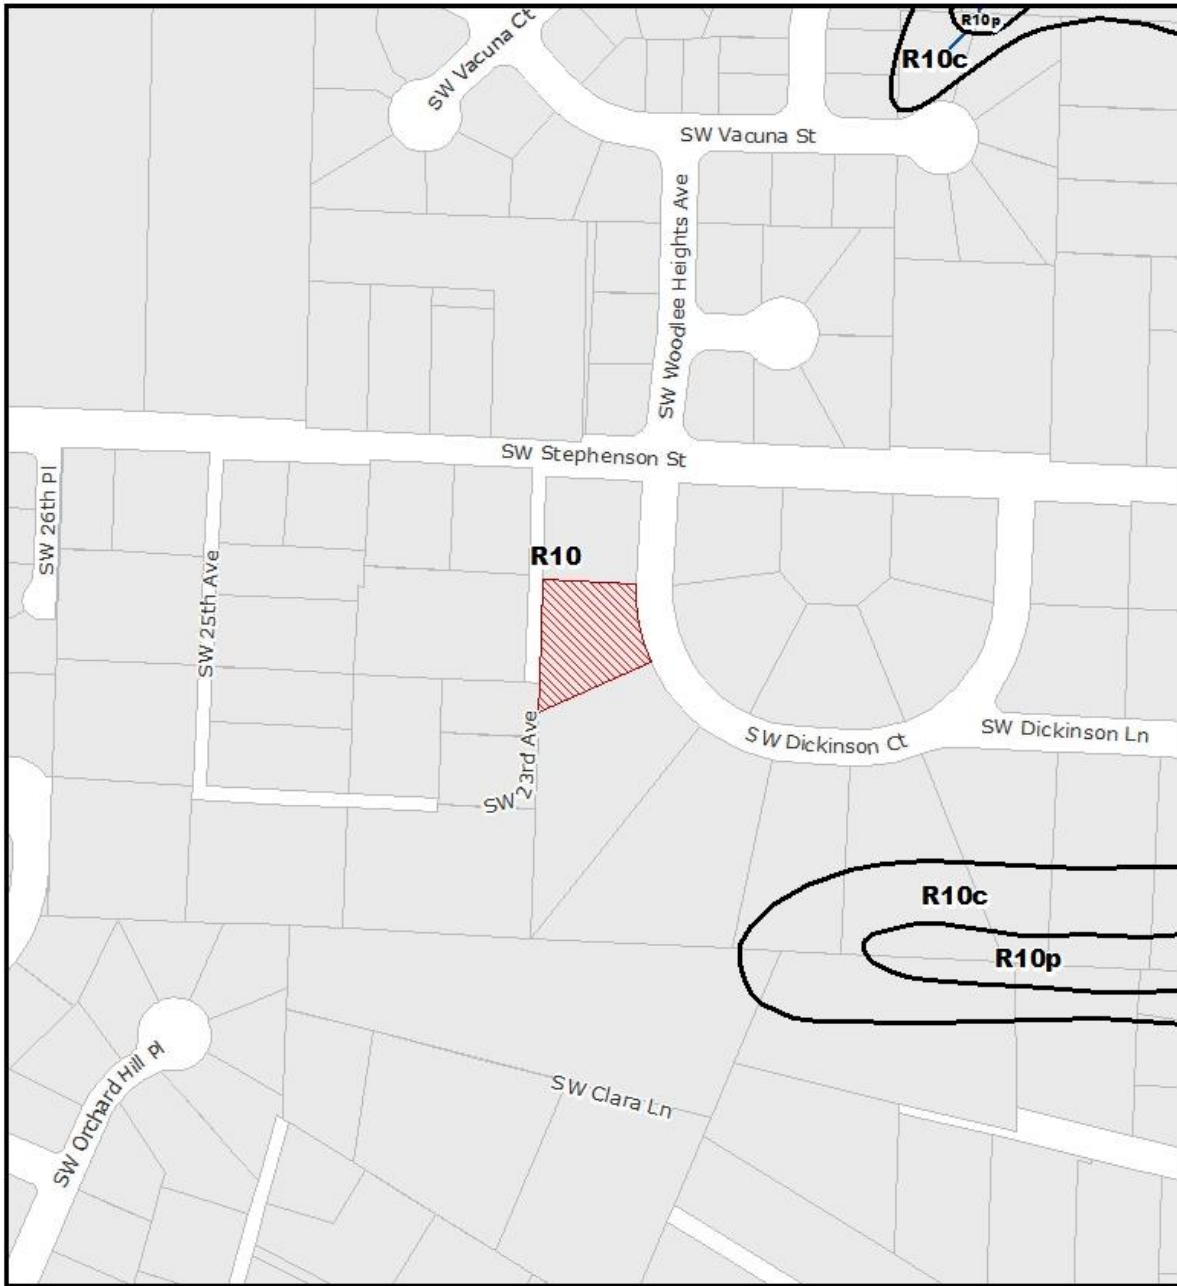 R10p
SW Vacuna Ct
R10c
SW Vacuna St
SW Woodlee Heights Ave
SW Stephenson St
SW 26th Pl
R10
SW 25th Ave
SW Dickinson Ln
SW Dickinson Ct
SW 23rd Ave
R10c
R10p
SW Orchard Hill Pl
SW Clara Ln